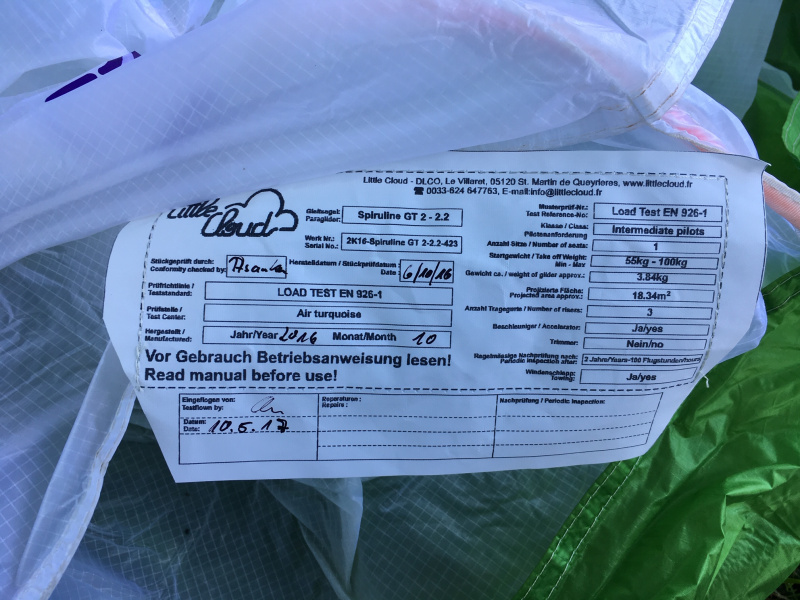 Little Cloud - DLCO, Le Villaret, 05120 St. Martin de Queyrieres, www.littlecloud.fr
☎ 0033-624 647763, E-mail:info@littlecloud.fr
Little Cloud
Gleitsegel: Paraglider: Spiruline GT 2 - 2.2
Werk Nr.: Serial No.: 2K16-Spiruline GT 2-2.2-423
Stückgeprüft durch: Conformity checked by:
Herstelldatum / Stückprüfdatum: Date: 6/10/16
Prüfrichtlinie / Teststandard: LOAD TEST EN 926-1
Prüfstelle / Test Center: Air turquoise
Hergestellt / Manufactured: Jahr/Year 2016 Monat/Month 10
Vor Gebrauch Betriebsanweisung lesen!
Read manual before use!
Musterprüf-Nr.: Test Reference-No.: Load Test EN 926-1
Klasse / Class: Pilotenanforderung Intermediate pilots
Anzahl Sitze / Number of seats: 1
Startgewicht / Take off Weight: Min - Max 55kg - 100kg
Gewicht ca. / weight of glider approx.: 3.84kg
Projizierte Fläche: Projected area approx.: 18.34m²
Anzahl Tragegurte / Number of risers: 3
Beschleuniger / Accelerator: Ja/yes
Trimmer: Nein/no
Regelmässige Nachprüfung nach: Periodic inspection after: 2 Jahre/Years-100 Flugstunden/hours
Windenschlepp: Towing: Ja/yes
Eingeflogen von:
Testflown by:
Datum:
Date: 10.5.17
Reparaturen :
Repairs :
Nachprüfung / Periodic inspection: